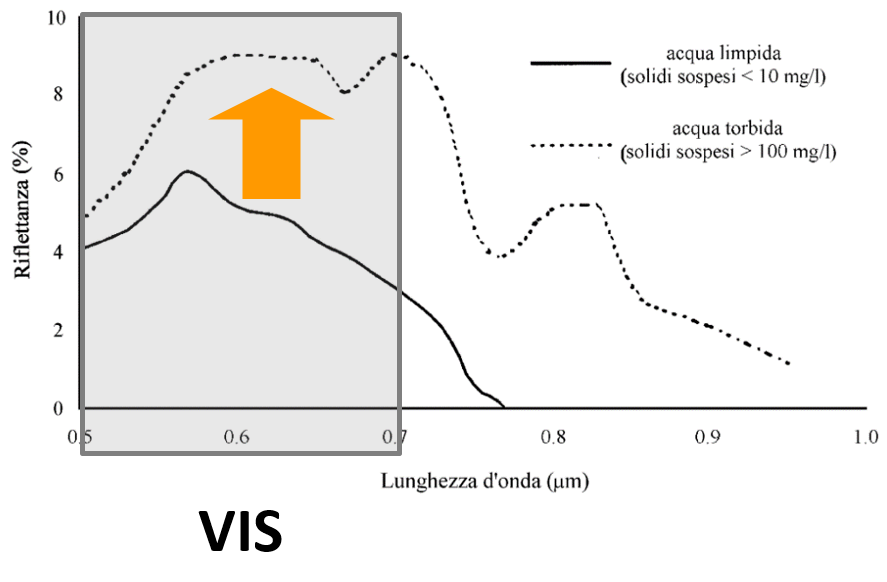 10
8
6
4
2
0
Riflettanza (%)
acqua limpida
(solidi sospesi < 10 mg/l)
acqua torbida
(solidi sospesi > 100 mg/l)
0.5 0.6 0.7 0.8 0.9 1.0
Lunghezza d'onda (µm)
VIS